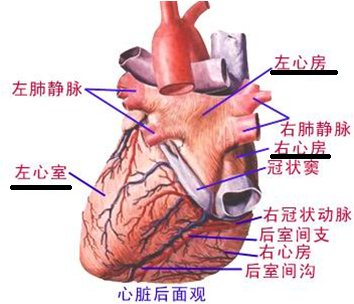 左心房
左肺静脉
右肺静脉
右心房
冠状窦
左心室
右冠状动脉
后室间支
右心房
后室间沟
心脏后面观